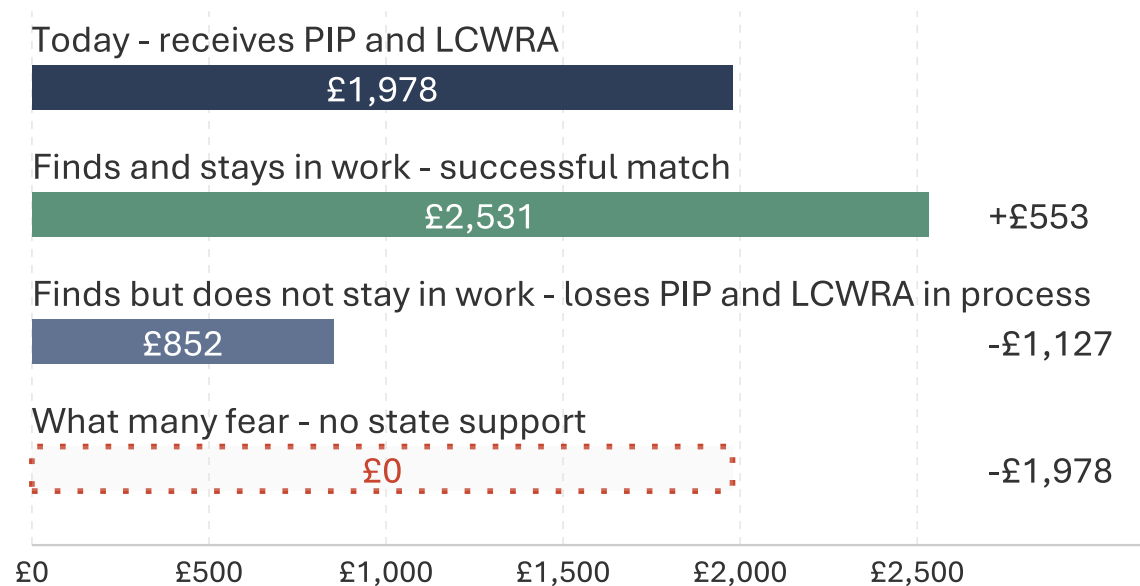 Today - receives PIP and LCWRA
£1,978
Finds and stays in work - successful match
£2,531
+£553
Finds but does not stay in work - loses PIP and LCWRA in process
£852
-£1,127
What many fear - no state support
£0
-£1,978
£0 £500 £1,000 £1,500 £2,000 £2,500